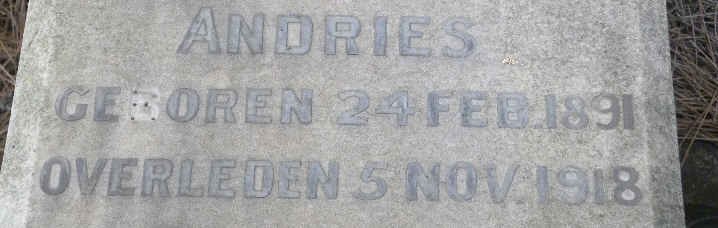 ANDRIES
GEBOREN 24 FEB. 1891
OVERLEDEN 5 NOV. 1918